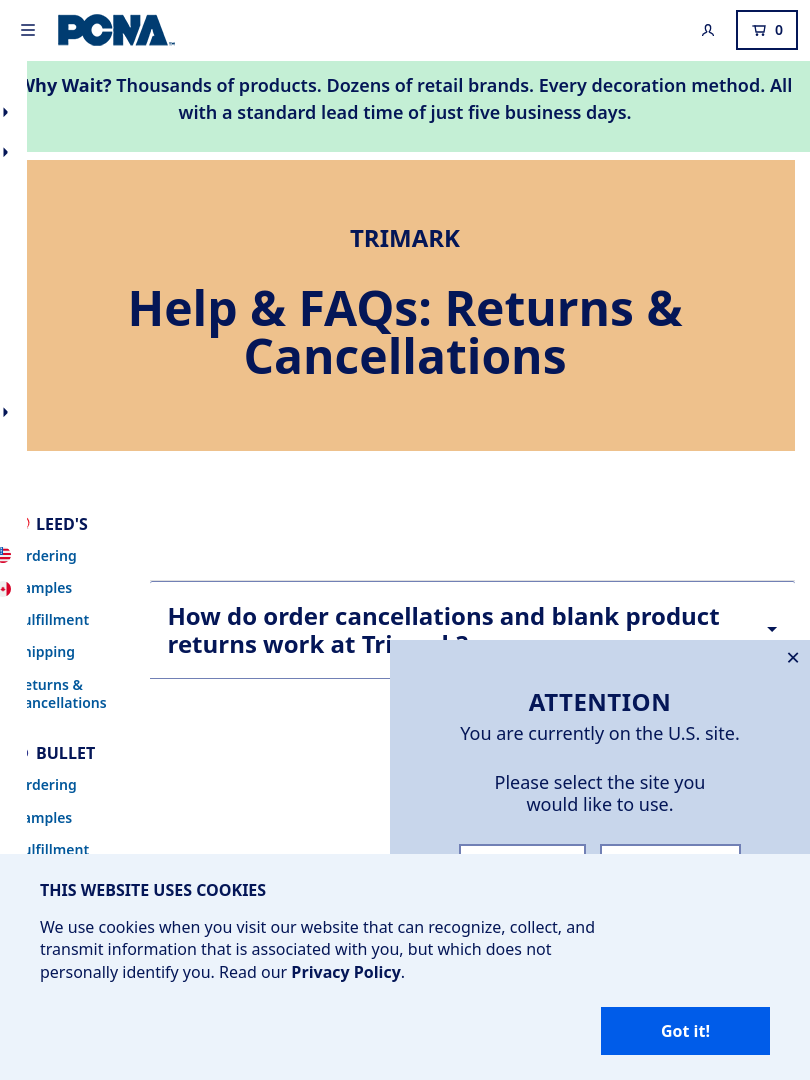 PCNA
0
Why Wait? Thousands of products. Dozens of retail brands. Every decoration method. All
with a standard lead time of just five business days.
TRIMARK
Help & FAQs: Returns &
Cancellations
LEED'S
rdering
amples
ulfillment
hipping
eturns &
ancellations
BULLET
rdering
amples
ulfillment
How do order cancellations and blank product
returns work at
ATTENTION
You are currently on the U.S. site.
Please select the site you
would like to use.
THIS WEBSITE USES COOKIES
We use cookies when you visit our website that can recognize, collect, and
transmit information that is associated with you, but which does not
personally identify you. Read our Privacy Policy.
Got it!